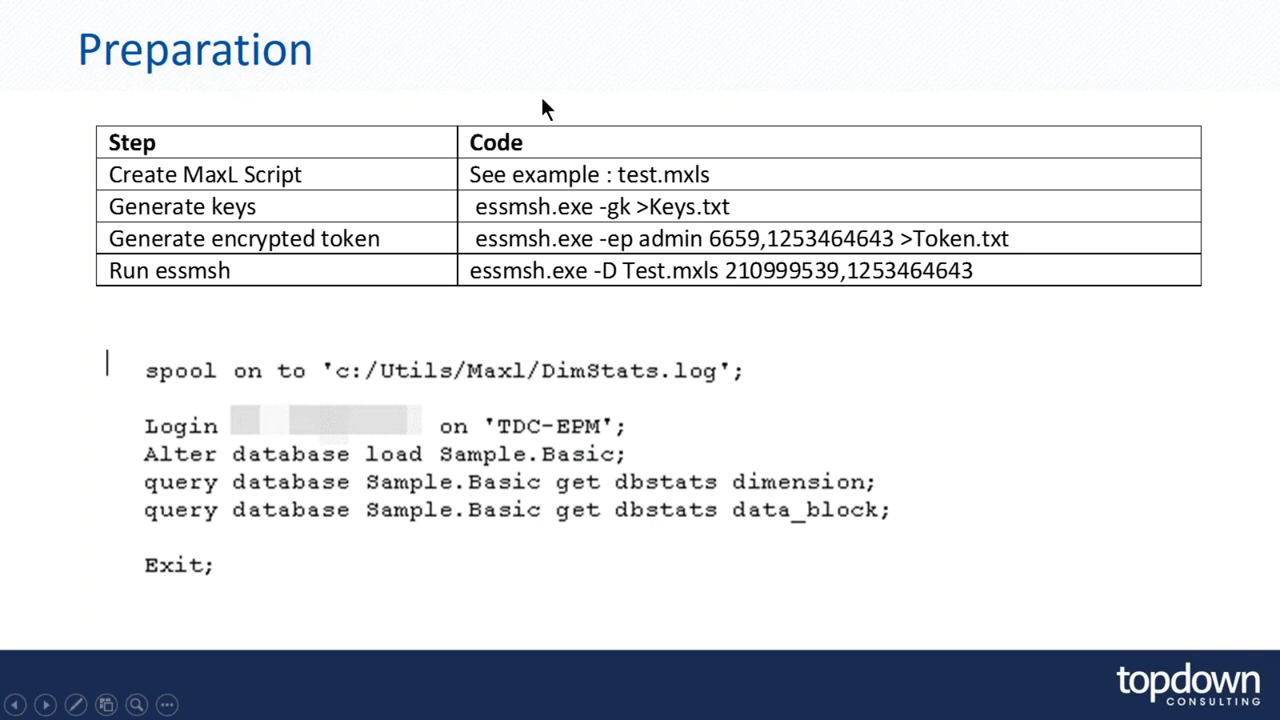 Preparation
Step Code
Create MaxL Script See example : test.mxls
Generate keys essmsh.exe -gk >Keys.txt
Generate encrypted token essmsh.exe -ep admin 6659,1253464643 >Token.txt
Run essmsh essmsh.exe -D Test.mxls 210999539,1253464643
spool on to 'c:/Utils/Maxl/DimStats.log';
Login on 'TDC-EPM';
Alter database load Sample.Basic;
query database Sample.Basic get dbstats dimension;
query database Sample.Basic get dbstats data_block;
Exit;
topdown
CONSULTING